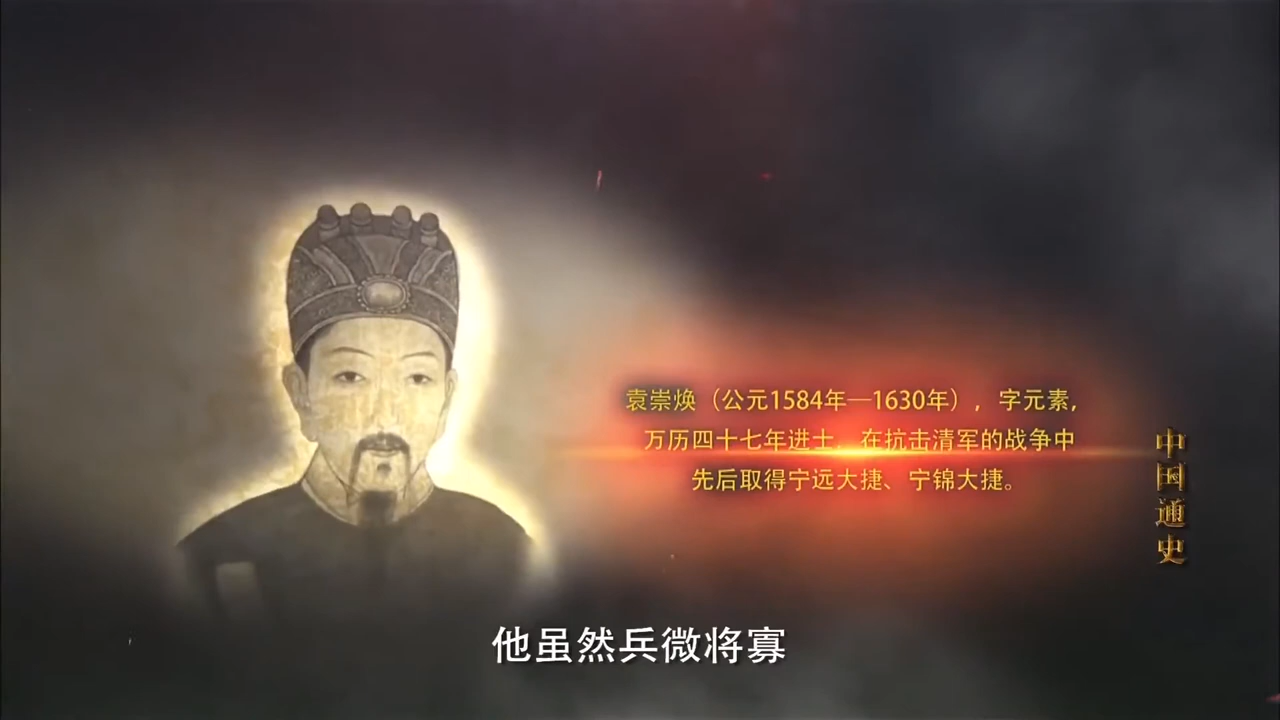 袁崇焕（公元1584年—1630年），字元素，
万历四十七年进士，在抗击清军的战争中
先后取得宁远大捷、宁锦大捷。
中国通史
他虽然兵微将寡